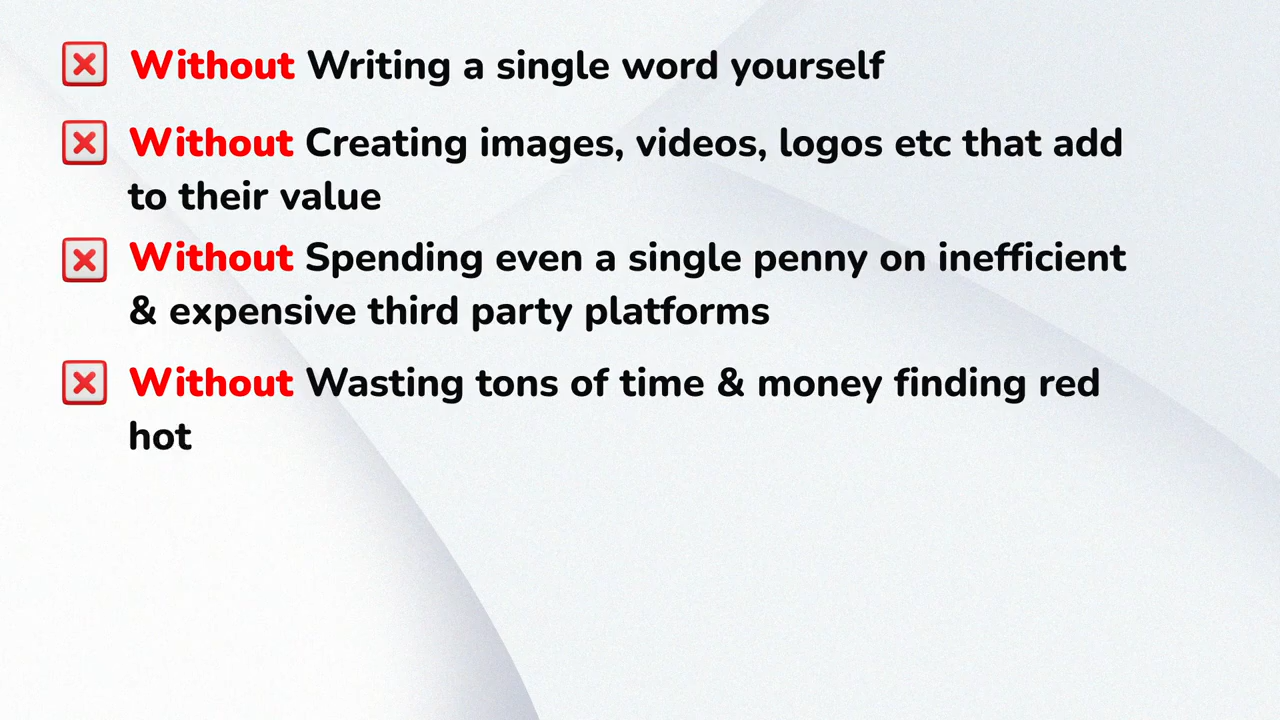 Without Writing a single word yourself
Without Creating images, videos, logos etc that add
to their value
Without Spending even a single penny on inefficient
& expensive third party platforms
Without Wasting tons of time & money finding red
hot